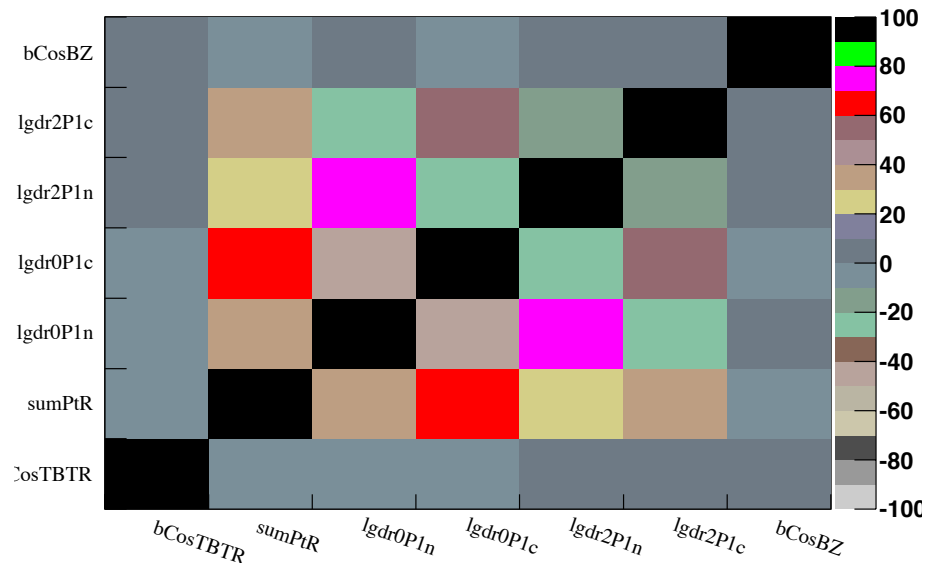 bCosBZ
lgdr2P1c
lgdr2P1n
lgdr0P1c
lgdr0P1n
sumPtR
CosTBTR
bCosTBTR
sumPtR
lgdr0P1n
lgdr0P1c
lgdr2P1n
lgdr2P1c
bCosBZ
100
80
60
40
20
0
-20
-40
-60
-80
-100